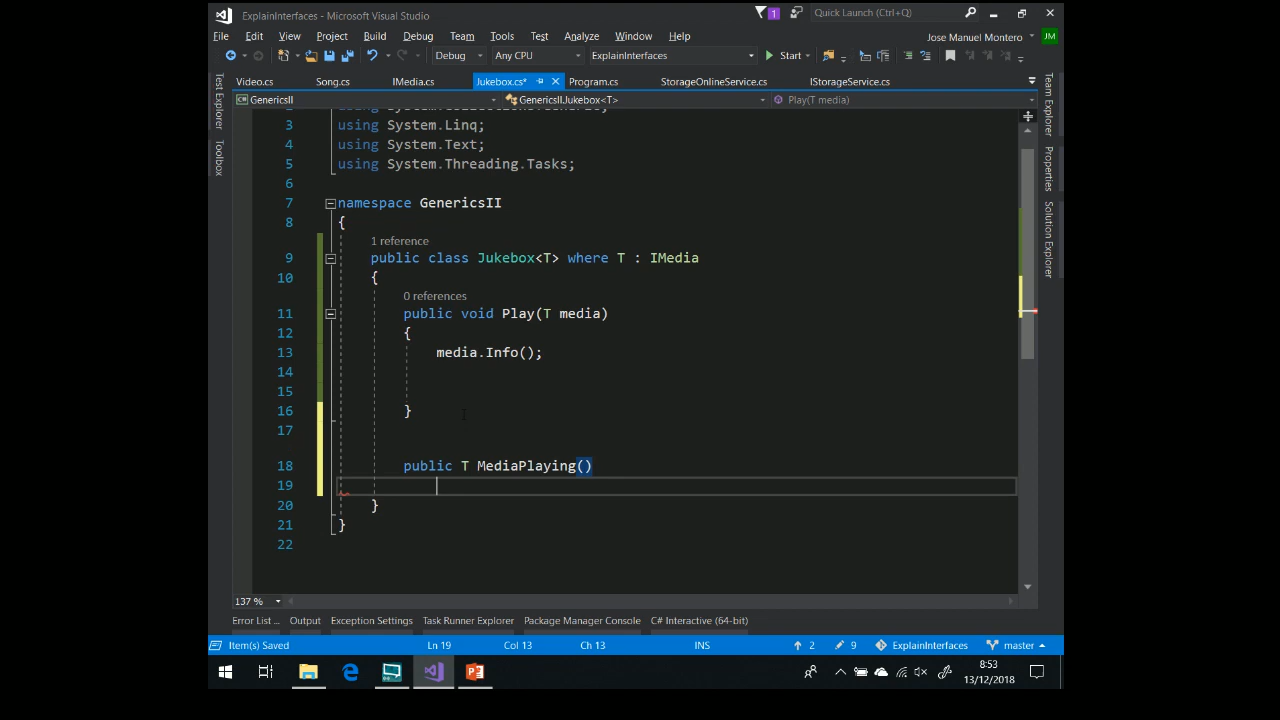 ExplainInterfaces - Microsoft Visual Studio
1
Quick Launch (Ctrl+Q)
File Edit View Project Build Debug Team Tools Test Analyze Window Help
Jose Manuel Montero
JM
Debug Any CPU ExplainInterfaces Start
Video.cs Song.cs IMedia.cs Jukebox.cs* Program.cs StorageOnlineService.cs IStorageService.cs
GenericsII GenericsII.Jukebox<T> Play(T media)
Test Explorer
Toolbox
Team Explorer
Properties
Solution Explorer
3 using System.Linq;
4 using System.Text;
5 using System.Threading.Tasks;
6
7 namespace GenericsII
8 {
1 reference
9 public class Jukebox<T> where T : IMedia
10 {
0 references
11 public void Play(T media)
12 {
13 media.Info();
14
15
16 }
17
18 public T MediaPlaying()
19
20 }
21 }
22
137 %
Error List ... Output Exception Settings Task Runner Explorer Package Manager Console C# Interactive (64-bit)
Item(s) Saved Ln 19 Col 13 Ch 13 INS 2 9 ExplainInterfaces master
8:53
13/12/2018